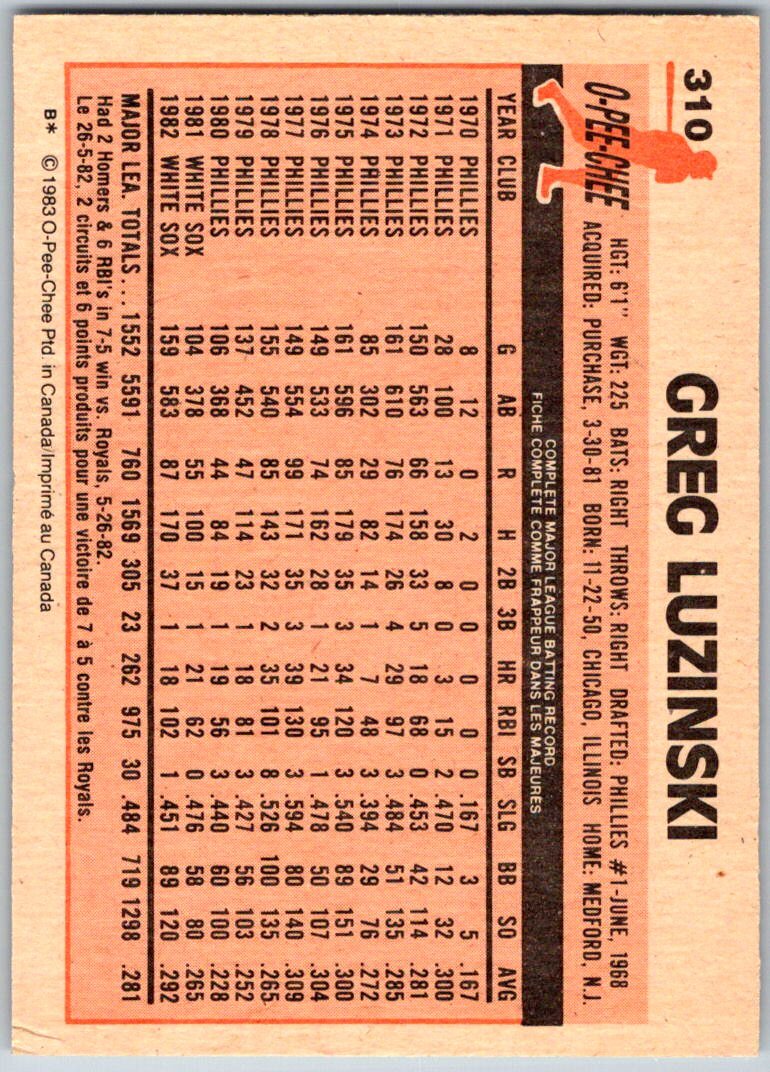 310
GREG LUZINSKI
O-PEE-CHEE
HGT: 6'1" WGT: 225 BATS: RIGHT THROWS: RIGHT DRAFTED: PHILLIES #1-JUNE, 1968
ACQUIRED: PURCHASE, 3-30-81 BORN: 11-22-50, CHICAGO, ILLINOIS HOME: MEDFORD, N.J.
COMPLETE MAJOR LEAGUE BATTING RECORD
FICHE COMPLÈTE COMME FRAPPEUR DANS LES MAJEURES
YEAR CLUB G AB R H 2B 3B HR RBI SB SLG BB SO AVG
1970 PHILLIES 8 12 0 2 0 0 0 0 0 .167 3 5 .167
1971 PHILLIES 28 100 13 30 8 0 3 15 2 .470 12 32 .300
1972 PHILLIES 150 563 66 158 33 5 18 68 0 .453 42 114 .281
1973 PHILLIES 161 610 76 174 26 4 29 97 3 .484 51 135 .285
1974 PHILLIES 85 302 29 82 14 1 7 48 3 .394 29 76 .272
1975 PHILLIES 161 596 85 179 35 3 34 120 3 .540 89 151 .300
1976 PHILLIES 149 533 74 162 28 1 21 95 1 .478 50 107 .304
1977 PHILLIES 149 554 99 171 35 3 39 130 3 .594 80 140 .309
1978 PHILLIES 155 540 85 143 32 2 35 101 8 .526 100 135 .265
1979 PHILLIES 137 452 47 114 23 1 18 81 3 .427 56 103 .252
1980 PHILLIES 106 368 44 84 19 1 19 56 3 .440 60 100 .228
1981 WHITE SOX 104 378 55 100 15 1 21 62 0 .476 58 80 .265
1982 WHITE SOX 159 583 87 170 37 1 18 102 1 .451 89 120 .292
MAJOR LEA. TOTALS... 1552 5591 760 1569 305 23 262 975 30 .484 719 1298 .281
Had 2 Homers & 6 RBI's in 7-5 win vs. Royals, 5-26-82.
Le 26-5-82, 2 circuits et 6 points produits pour une victoire de 7 à 5 contre les Royals.
B* © 1983 O-Pee-Chee Ptd. in Canada/Imprimé au Canada